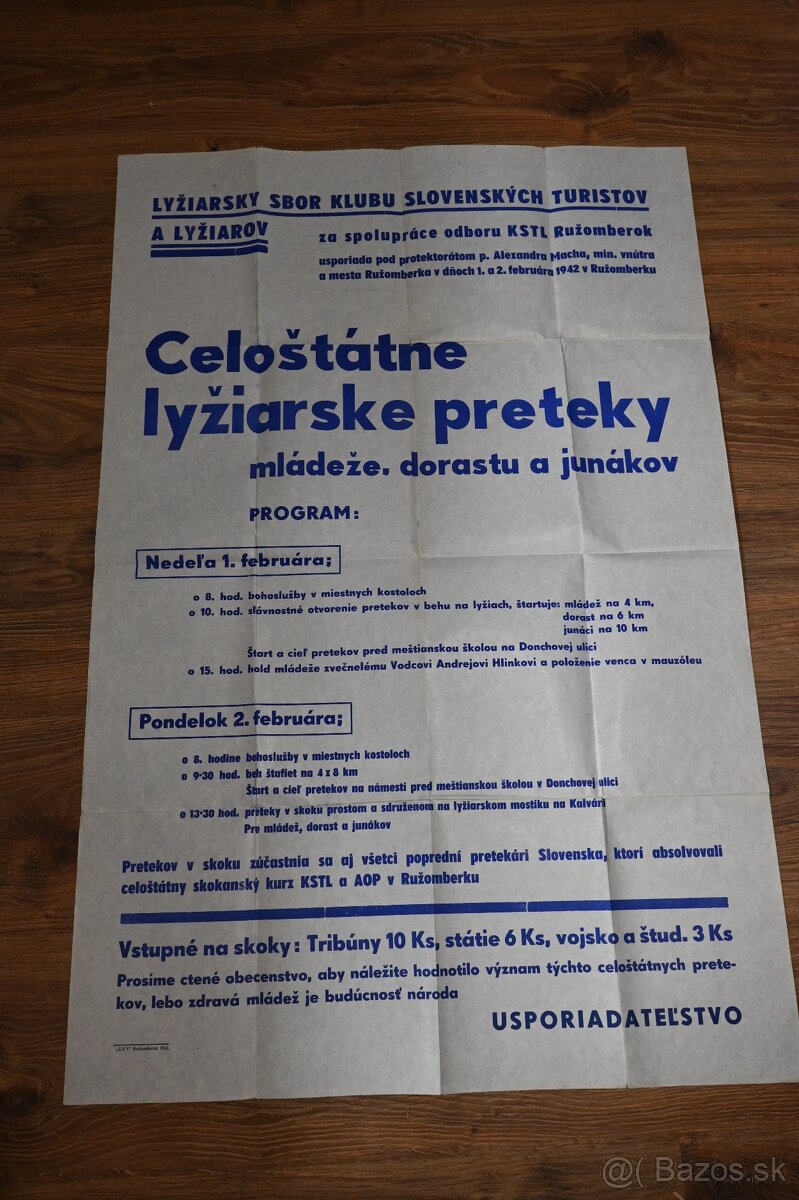 LYŽIARSKY SBOR KLUBU SLOVENSKÝCH TURISTOV
A LYŽIAROV
za spolupráce odboru KSTL Ružomberok
usporiada pod protektorátom p. Alexandra Macha, min. vnútra
a mesta Ružomberka v dňoch 1. a 2. februára 1942 v Ružomberku
Celoštátne
lyžiarske preteky
mládeže, dorastu a junákov
PROGRAM:
Nedeľa 1. februára;
o 8. hod. bohoslužby v miestnych kostoloch
o 10. hod. slávnostné otvorenie pretekov v behu na lyžiach, štartuje: mládež na 4 km,
dorast na 6 km
junáci na 10 km
Štart a cieľ pretekov pred meštianskou školou na Donchovej ulici
o 15. hod. hold mládeže zvečnelému Vodcovi Andrejovi Hlinkovi a položenie venca v mauzóleu
Pondelok 2. februára;
o 8. hodine bohoslužby v miestnych kostoloch
o 9·30 hod. beh štafiet na 4 x 8 km
Štart a cieľ pretekov na námestí pred meštianskou školou v Donchovej ulici
o 13·30 hod. preteky v skoku prostom a sdruženom na lyžiarskom mostíku na Kalvári
Pre mládež, dorast a junákov
Pretekov v skoku zúčastnia sa aj všetci poprední pretekári Slovenska, ktorí absolvovali
celoštátny skokanský kurz KSTL a AOP v Ružomberku
Vstupné na skoky: Tribúny 10 Ks, státie 6 Ks, vojsko a štud. 3 Ks
Prosíme ctené obecenstvo, aby náležite hodnotilo význam týchto celoštátnych prete-
kov, lebo zdravá mládež je budúcnosť národa
USPORIADATEĽSTVO
„LEV" Ružomberok 1942.
@( Bazos.sk